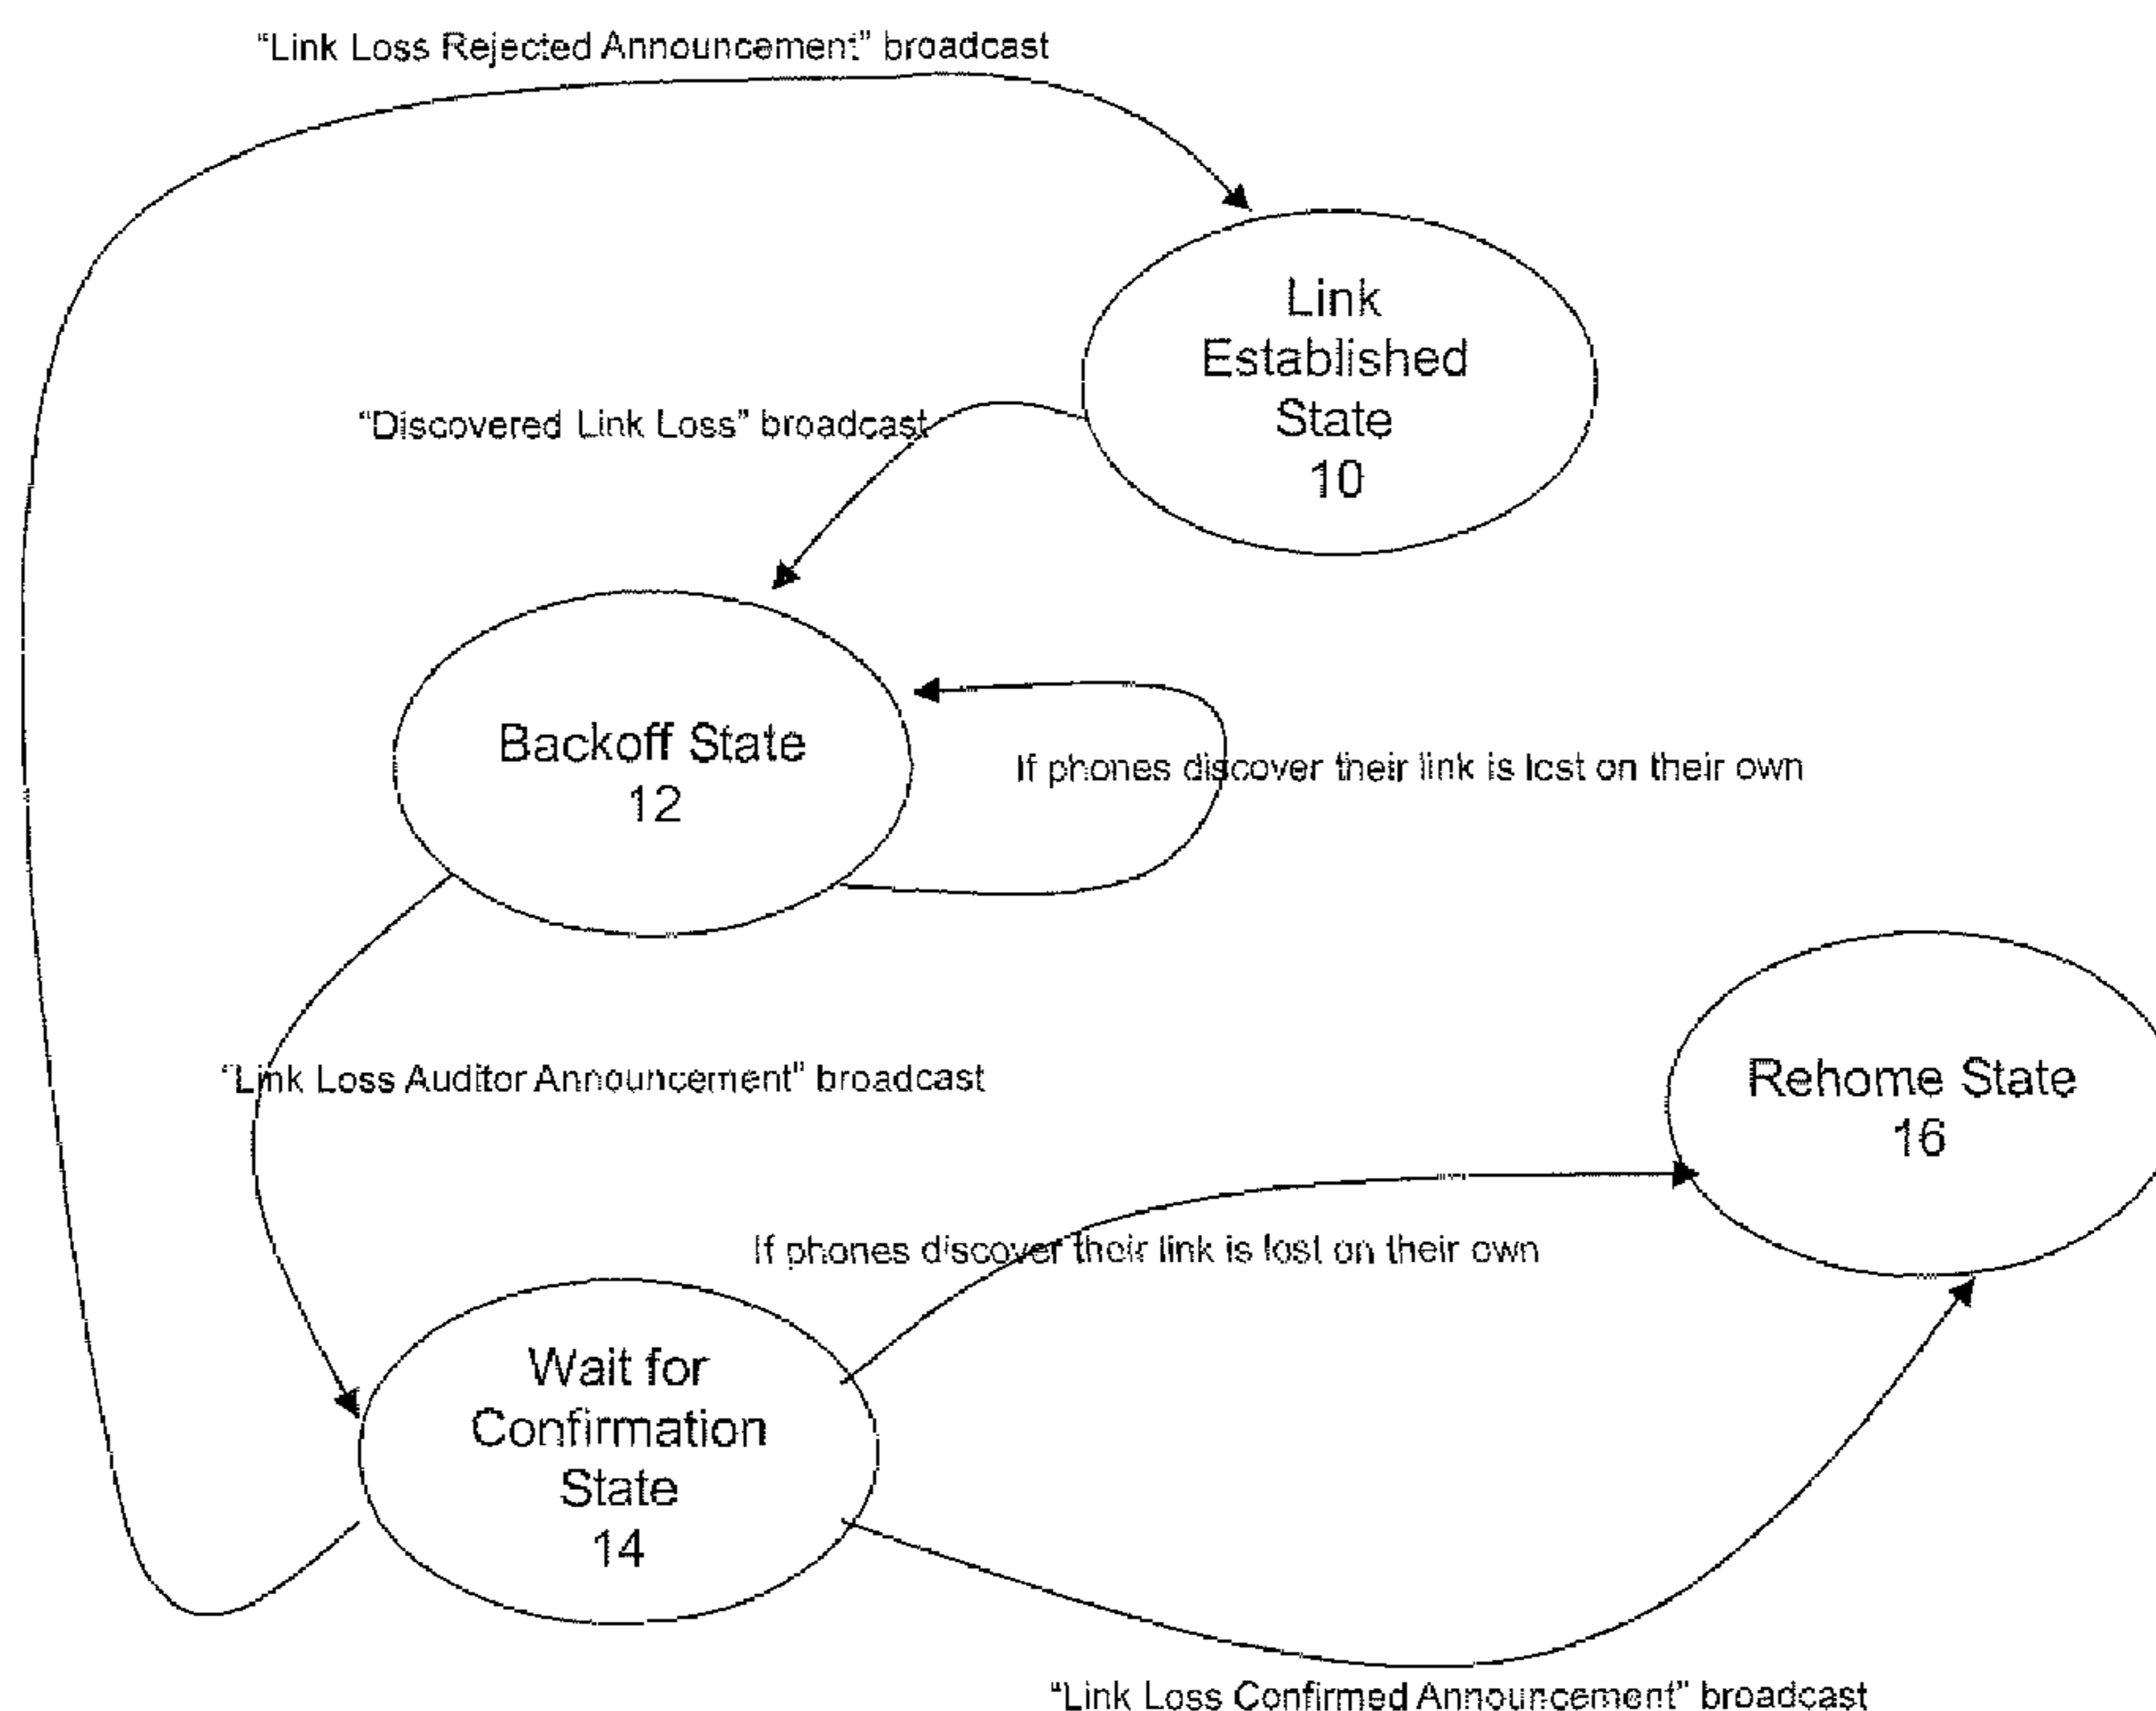 “Link Loss Rejected Announcement” broadcast
Link
Established
State
10
“Discovered Link Loss” broadcast
Backoff State
12
If phones discover their link is lost on their own
“Link Loss Auditor Announcement” broadcast
Rehome State
16
If phones discover their link is lost on their own
Wait for
Confirmation
State
14
“Link Loss Confirmed Announcement” broadcast